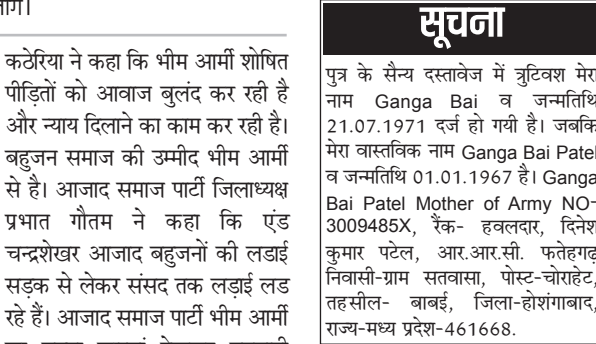 कठेरिया ने कहा कि भीम आर्मी शोषित
पीड़ितों को आवाज बुलंद कर रही है
और न्याय दिलाने का काम कर रही है।
बहुजन समाज की उम्मीद भीम आर्मी
से है। आजाद समाज पार्टी जिलाध्यक्ष
प्रभात गौतम ने कहा कि एंड
चन्द्रशेखर आजाद बहुजनों की लडाई
सड़क से लेकर संसद तक लड़ाई लड
रहे हैं। आजाद समाज पार्टी भीम आर्मी
सूचना
पुत्र के सैन्य दस्तावेज में त्रुटिवश मेरा
नाम Ganga Bai व जन्मतिथि
21.07.1971 दर्ज हो गयी है। जबकि
मेरा वास्तविक नाम Ganga Bai Patel
व जन्मतिथि 01.01.1967 है। Ganga
Bai Patel Mother of Army NO-
3009485X, रैंक- हवलदार, दिनेश
कुमार पटेल, आर.आर.सी. फतेहगढ़
निवासी-ग्राम सतवासा, पोस्ट-चोराहेट,
तहसील- बाबई, जिला-होशंगाबाद,
राज्य-मध्य प्रदेश-461668.